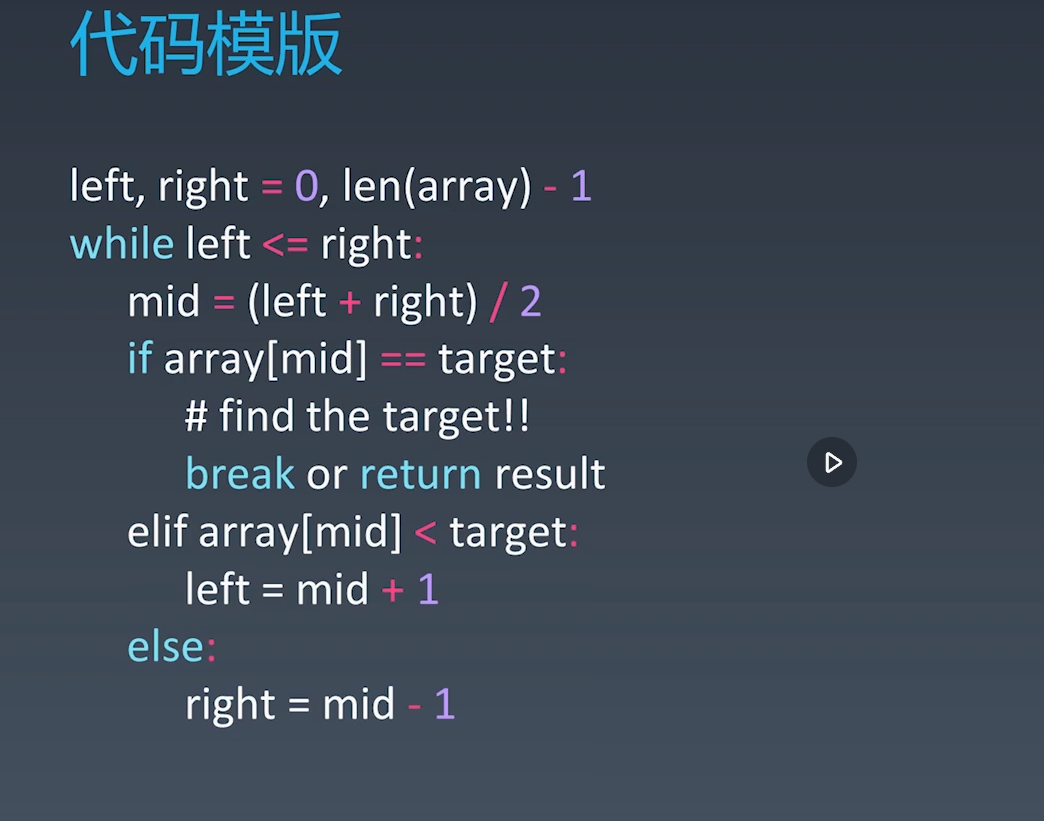 代码模版
left, right = 0, len(array) - 1
while left <= right:
mid = (left + right) / 2
if array[mid] == target:
# find the target!!
break or return result
elif array[mid] < target:
left = mid + 1
else:
right = mid - 1